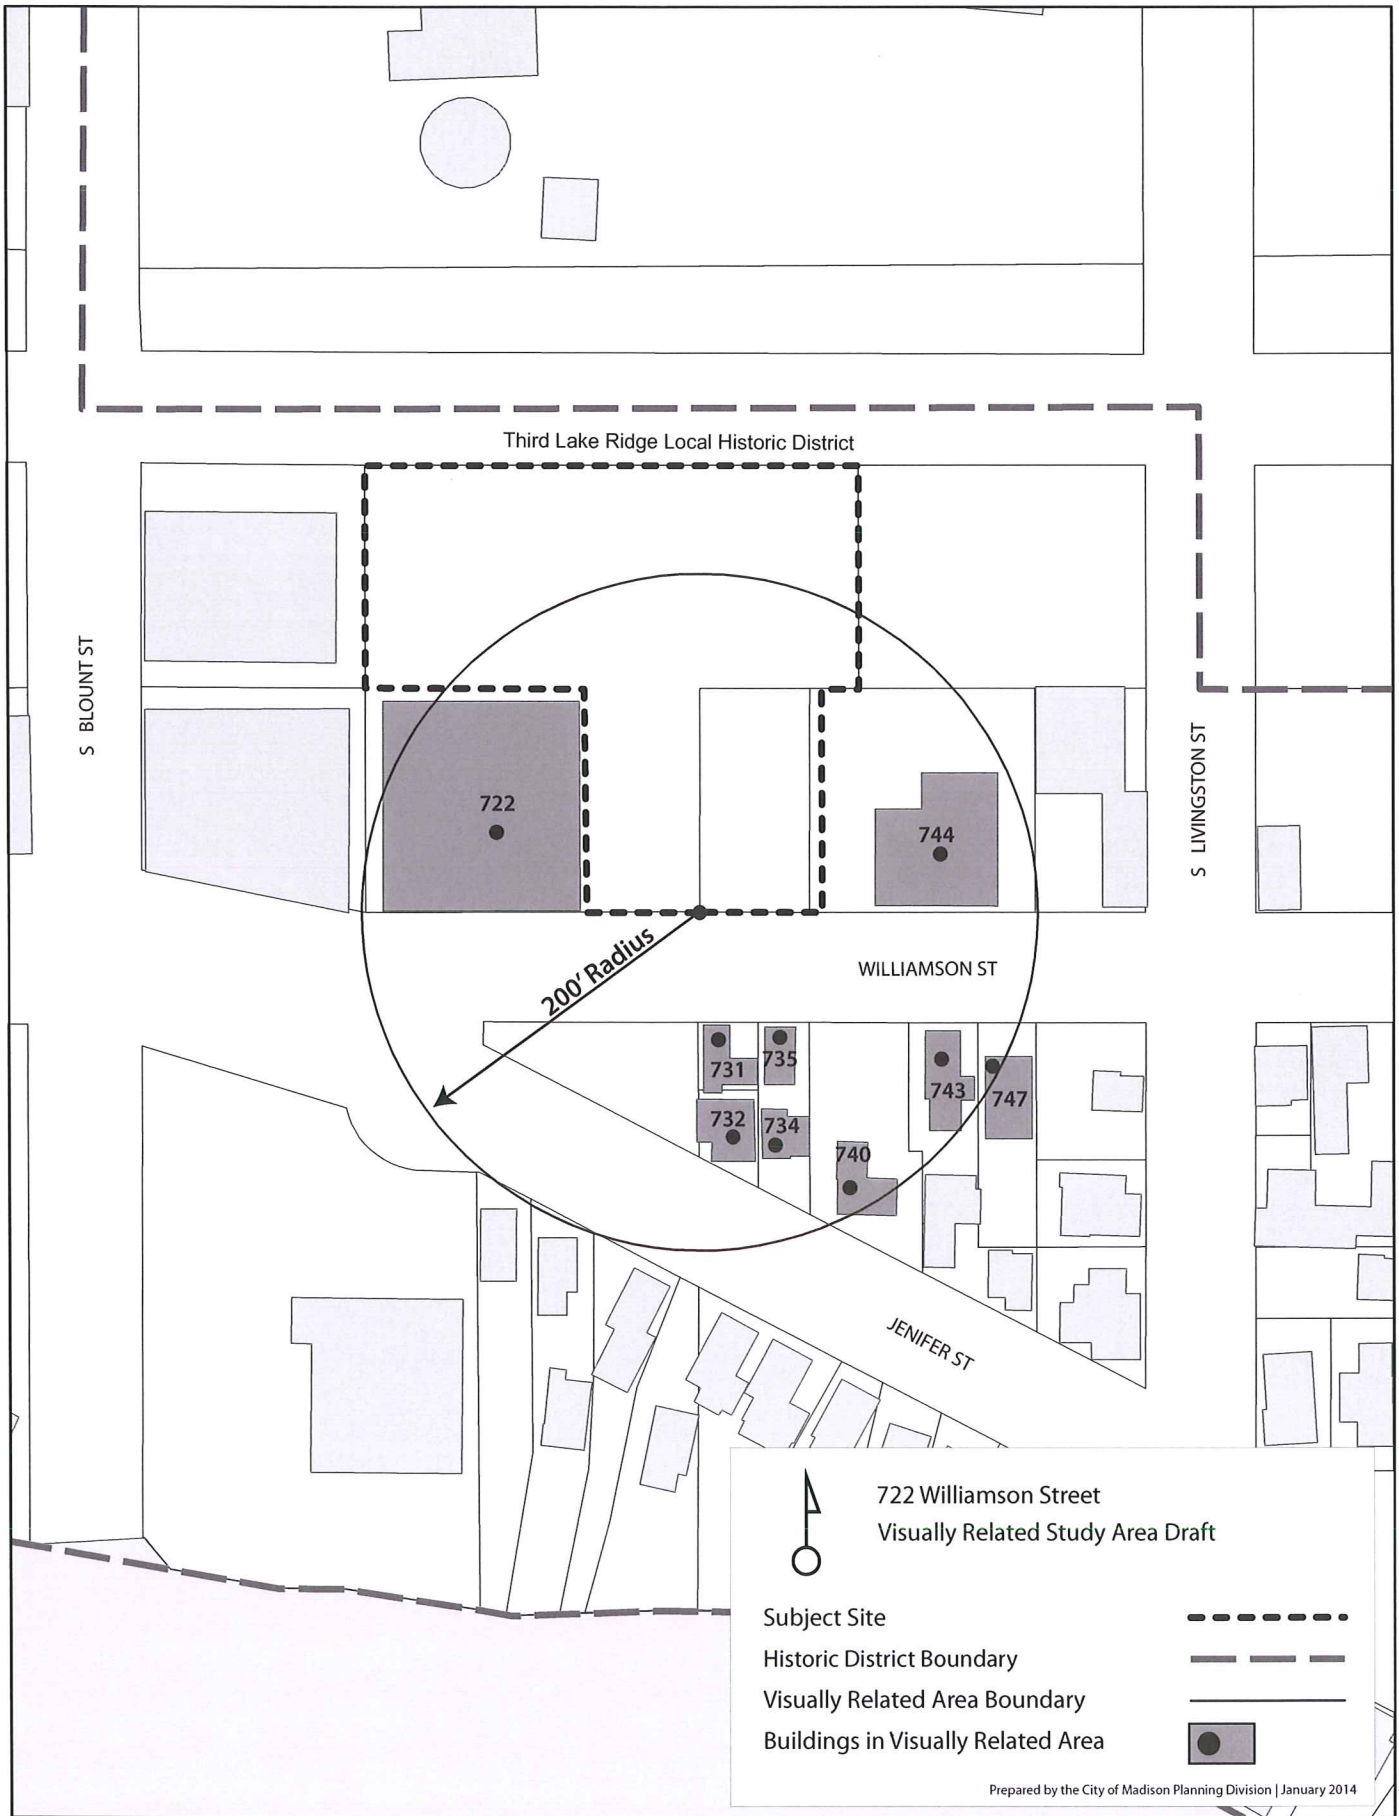 Third Lake Ridge Local Historic District
S BLOUNT ST
S LIVINGSTON ST
722
744
200' Radius
WILLIAMSON ST
731
735
743
747
732
734
740
JENIFER ST
722 Williamson Street
Visually Related Study Area Draft
Subject Site
Historic District Boundary
Visually Related Area Boundary
Buildings in Visually Related Area
Prepared by the City of Madison Planning Division | January 2014